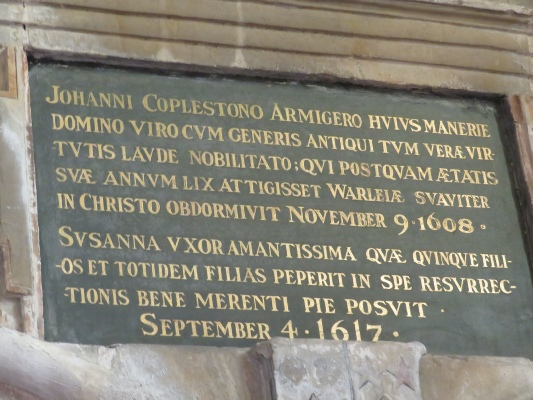 JOHANNI COPLESTONO ARMIGERO HVIVS MANERIE
DOMINO VIRO CVM GENERIS ANTIQUI TVM VERÆ VIR-
TVTIS LAVDE NOBILITATO; QVI POSTQVAM ÆTATIS
SVÆ ANNVM LIX ATTIGISSET WARLEIÆ SVAVITER
IN CHRISTO OBDORMIVIT NOVEMBER 9·1608·
SVSANNA VXOR AMANTISSIMA QVÆ QVINQVE FILI-
-OS ET TOTIDEM FILIAS PEPERIT IN SPE RESVRREC-
-TIONIS BENE MERENTI PIE POSVIT·
SEPTEMBER 4·1617·